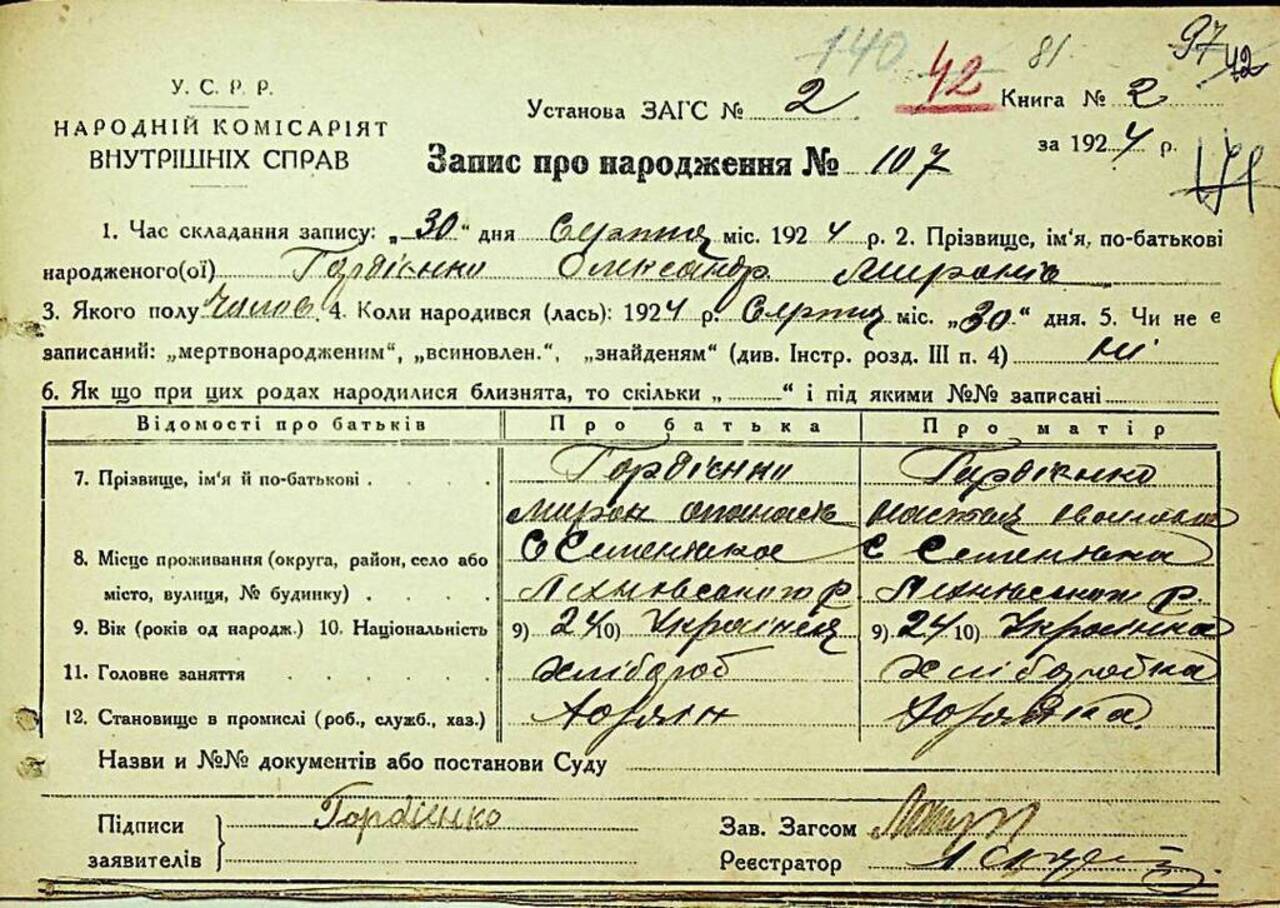 140 42 81. 97 42
У. С. Р. Р.
НАРОДНІЙ КОМІСАРІЯТ
ВНУТРІШНІХ СПРАВ
Установа ЗАГС № 2 Книга № 2
за 1924 р.
Запис про народження № 107
1. Час складання запису: „30“ дня Серпня міс. 1924 р. 2. Прізвище, ім'я, по-батькові
народженого(ої) Гордієнко Олександр Миронів
3. Якого полу Чолов. 4. Коли народився (лась): 1924 р. Серпня міс. „30“ дня. 5. Чи не є
записаний: „мертвонародженим“, „всиновлен.“, „знайденям“ (див. Інстр. розд. III п. 4) Ні
6. Як що при цих родах народилися близнята, то скільки „ “ і під якими №№ записані
Відомості про батьків Про батька Про матір
7. Прізвище, ім'я й по-батькові Гордієнко Гордієнко
Мирон Настя
8. Місце проживання (округа, район, село або с Семенівка
місто, вулиця, № будинку) р. р.
9. Вік (років од народж.) 10. Національність 9) 24 10) Українець 9) 24 10) Українка
11. Головне заняття хлібороб хліборобка
12. Становище в промислі (роб., служб., хаз.)
Назви и №№ документів або постанови Суду
Підписи Гордіенко Зав. Загсом
заявителів Реєстратор